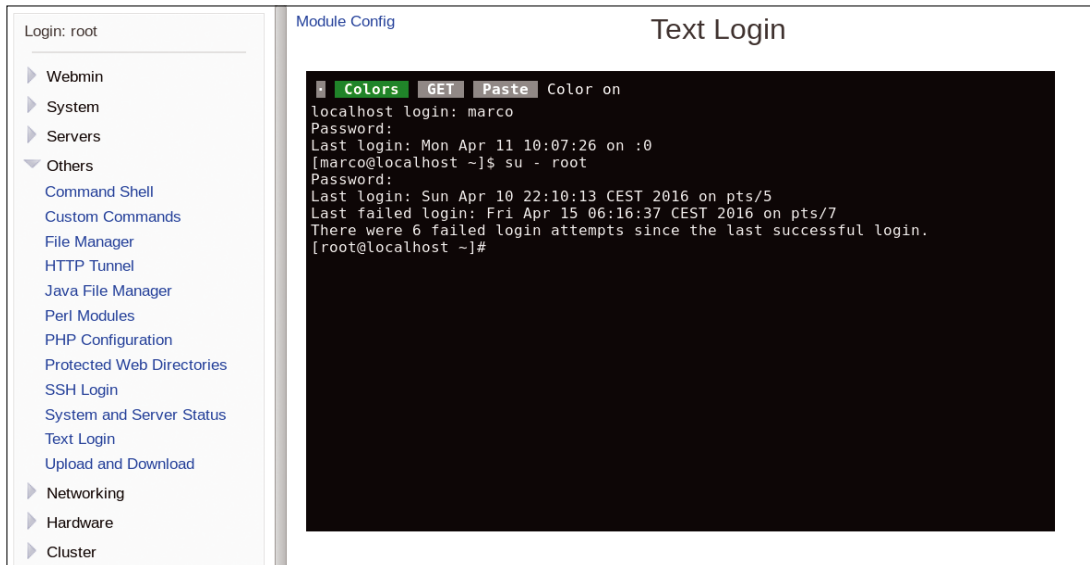 Login: root
Webmin
System
Servers
Others
Command Shell
Custom Commands
File Manager
HTTP Tunnel
Java File Manager
Perl Modules
PHP Configuration
Protected Web Directories
SSH Login
System and Server Status
Text Login
Upload and Download
Networking
Hardware
Cluster
Module Config
Text Login
Colors GET Paste Color on
localhost login: marco
Password:
Last login: Mon Apr 11 10:07:26 on :0
[marco@localhost ~]$ su - root
Password:
Last login: Sun Apr 10 22:10:13 CEST 2016 on pts/5
Last failed login: Fri Apr 15 06:16:37 CEST 2016 on pts/7
There were 6 failed login attempts since the last successful login.
[root@localhost ~]#